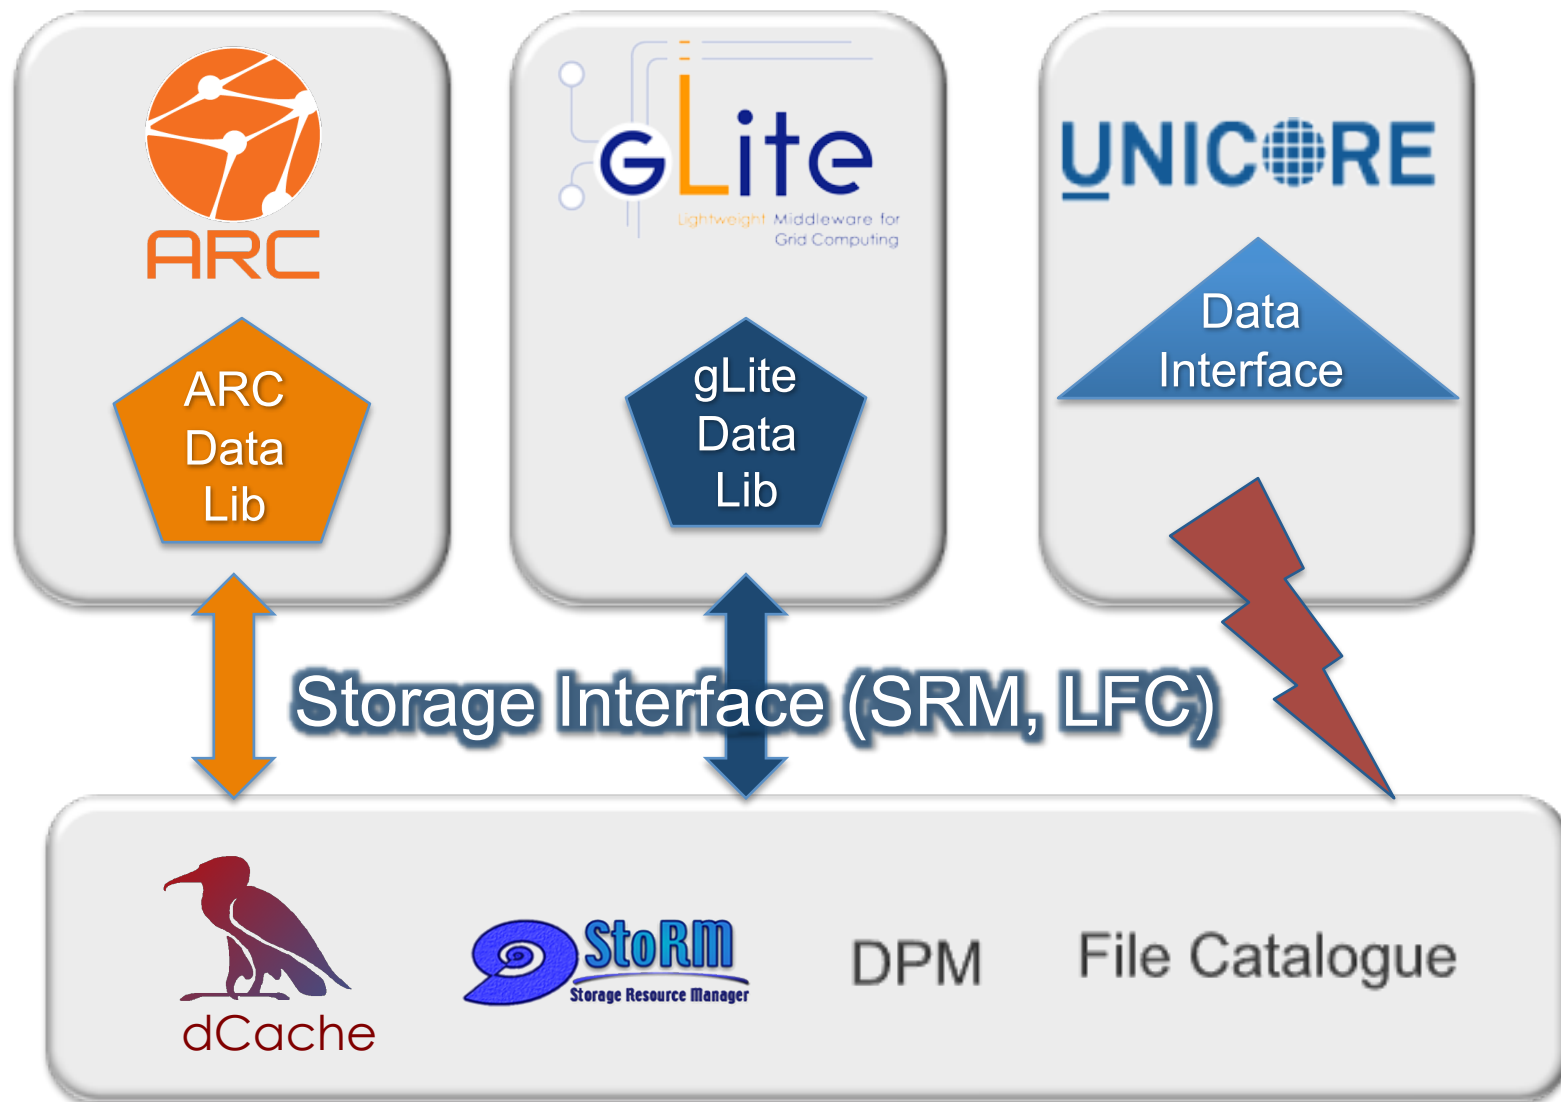 ARC
gLite
Lightweight Middleware for
Grid Computing
UNICORE
ARC
Data
Lib
gLite
Data
Lib
Data
Interface
Storage Interface (SRM, LFC)
dCache
StoRM
Storage Resource Manager
DPM
File Catalogue